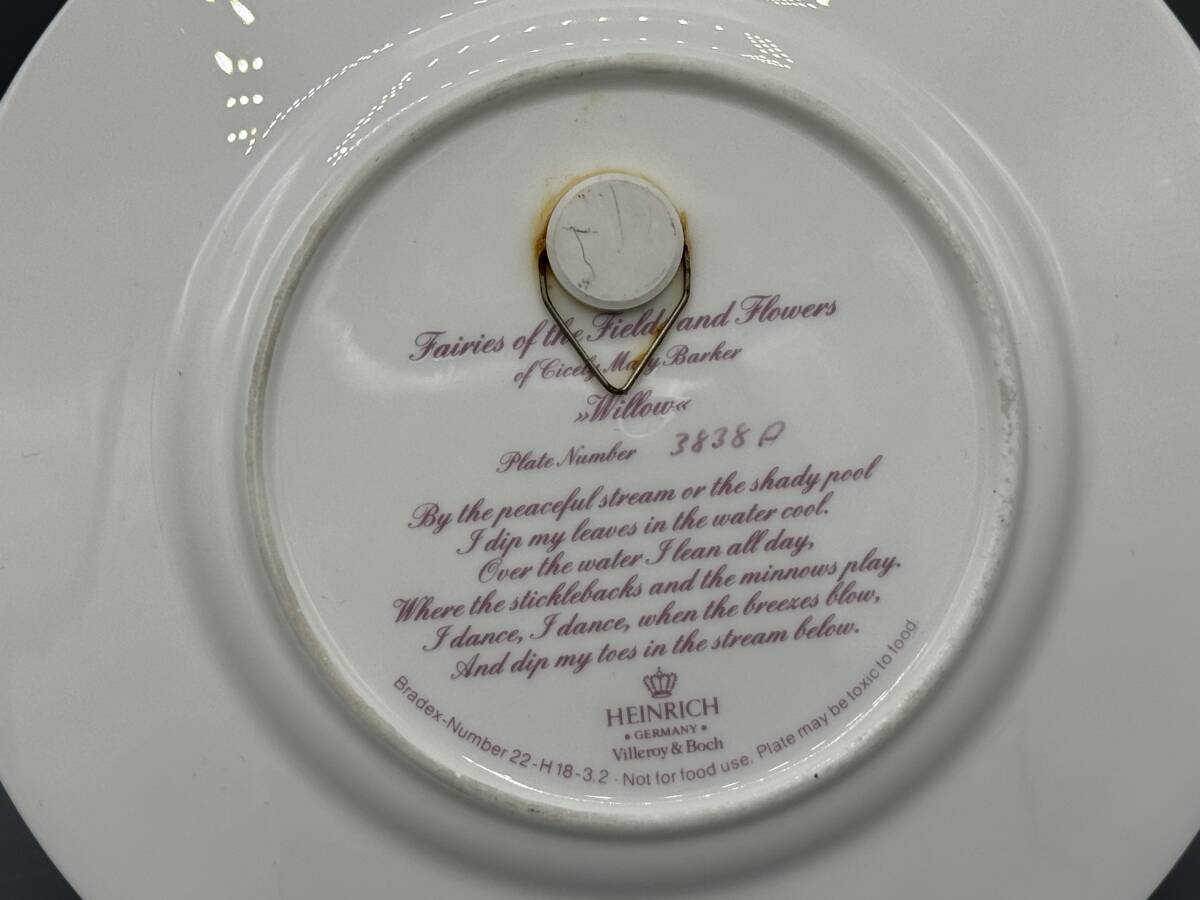 Fairies of the Fields and Flowers
of Cicely Mary Barker
»Willow«
Plate Number 3838 A
By the peaceful stream or the shady pool
I dip my leaves in the water cool.
Over the water I lean all day,
Where the sticklebacks and the minnows play.
I dance, I dance, when the breezes blow,
And dip my toes in the stream below.
HEINRICH
• GERMANY •
Villeroy & Boch
Bradex-Number 22-H18-3.2 · Not for food use. Plate may be toxic to food.